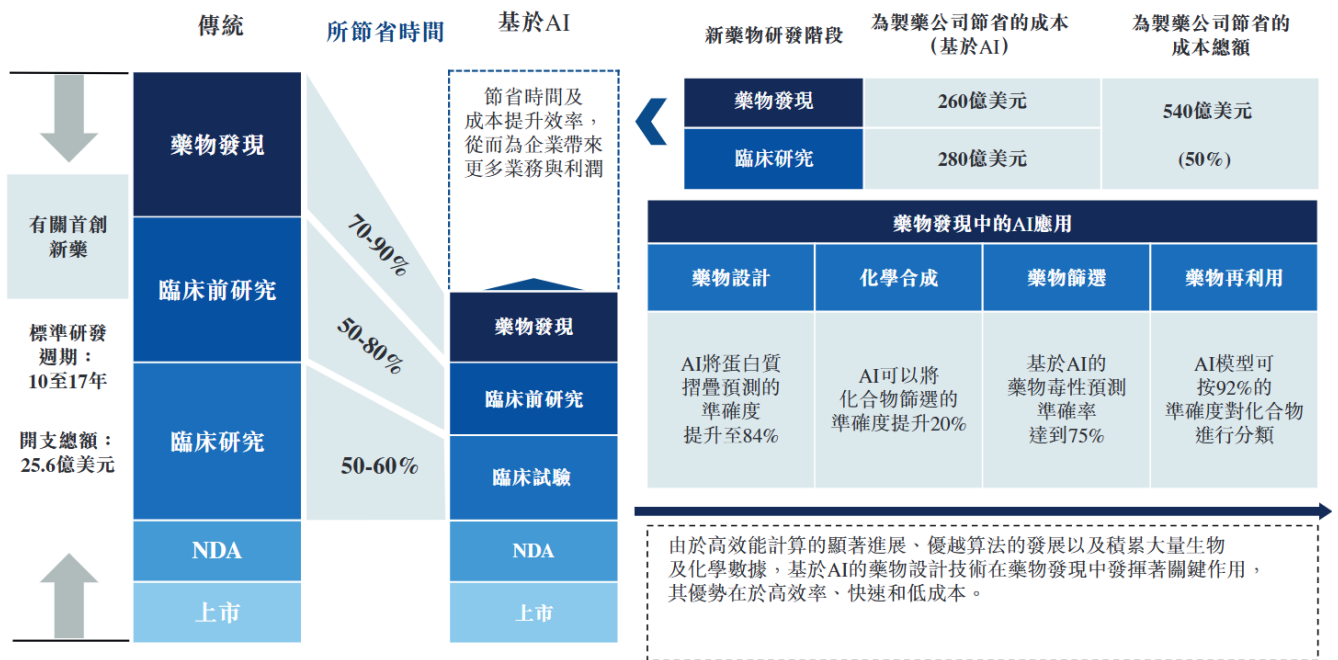 傳統
所節省時間
基於AI
有關首創
新藥
標準研發
週期：
10至17年
開支總額：
25.6億美元
藥物發現
臨床前研究
臨床研究
NDA
上市
70-90%
50-80%
50-60%
節省時間及
成本提升效率，
從而為企業帶來
更多業務與利潤
藥物發現
臨床前研究
臨床試驗
NDA
上市
新藥物研發階段
為製藥公司節省的成本
(基於AI)
為製藥公司節省的
成本總額
藥物發現
260億美元
540億美元
臨床研究
280億美元
(50%)
藥物發現中的AI應用
藥物設計
化學合成
藥物篩選
藥物再利用
AI將蛋白質
摺疊預測的
準確度
提升至84%
AI可以將
化合物篩選的
準確度提升20%
基於AI的
藥物毒性預測
準確率
達到75%
AI模型可
按92%的
準確度對化合物
進行分類
由於高效能計算的顯著進展、優越算法的發展以及積累大量生物
及化學數據，基於AI的藥物設計技術在藥物發現中發揮著關鍵作用，
其優勢在於高效率、快速和低成本。